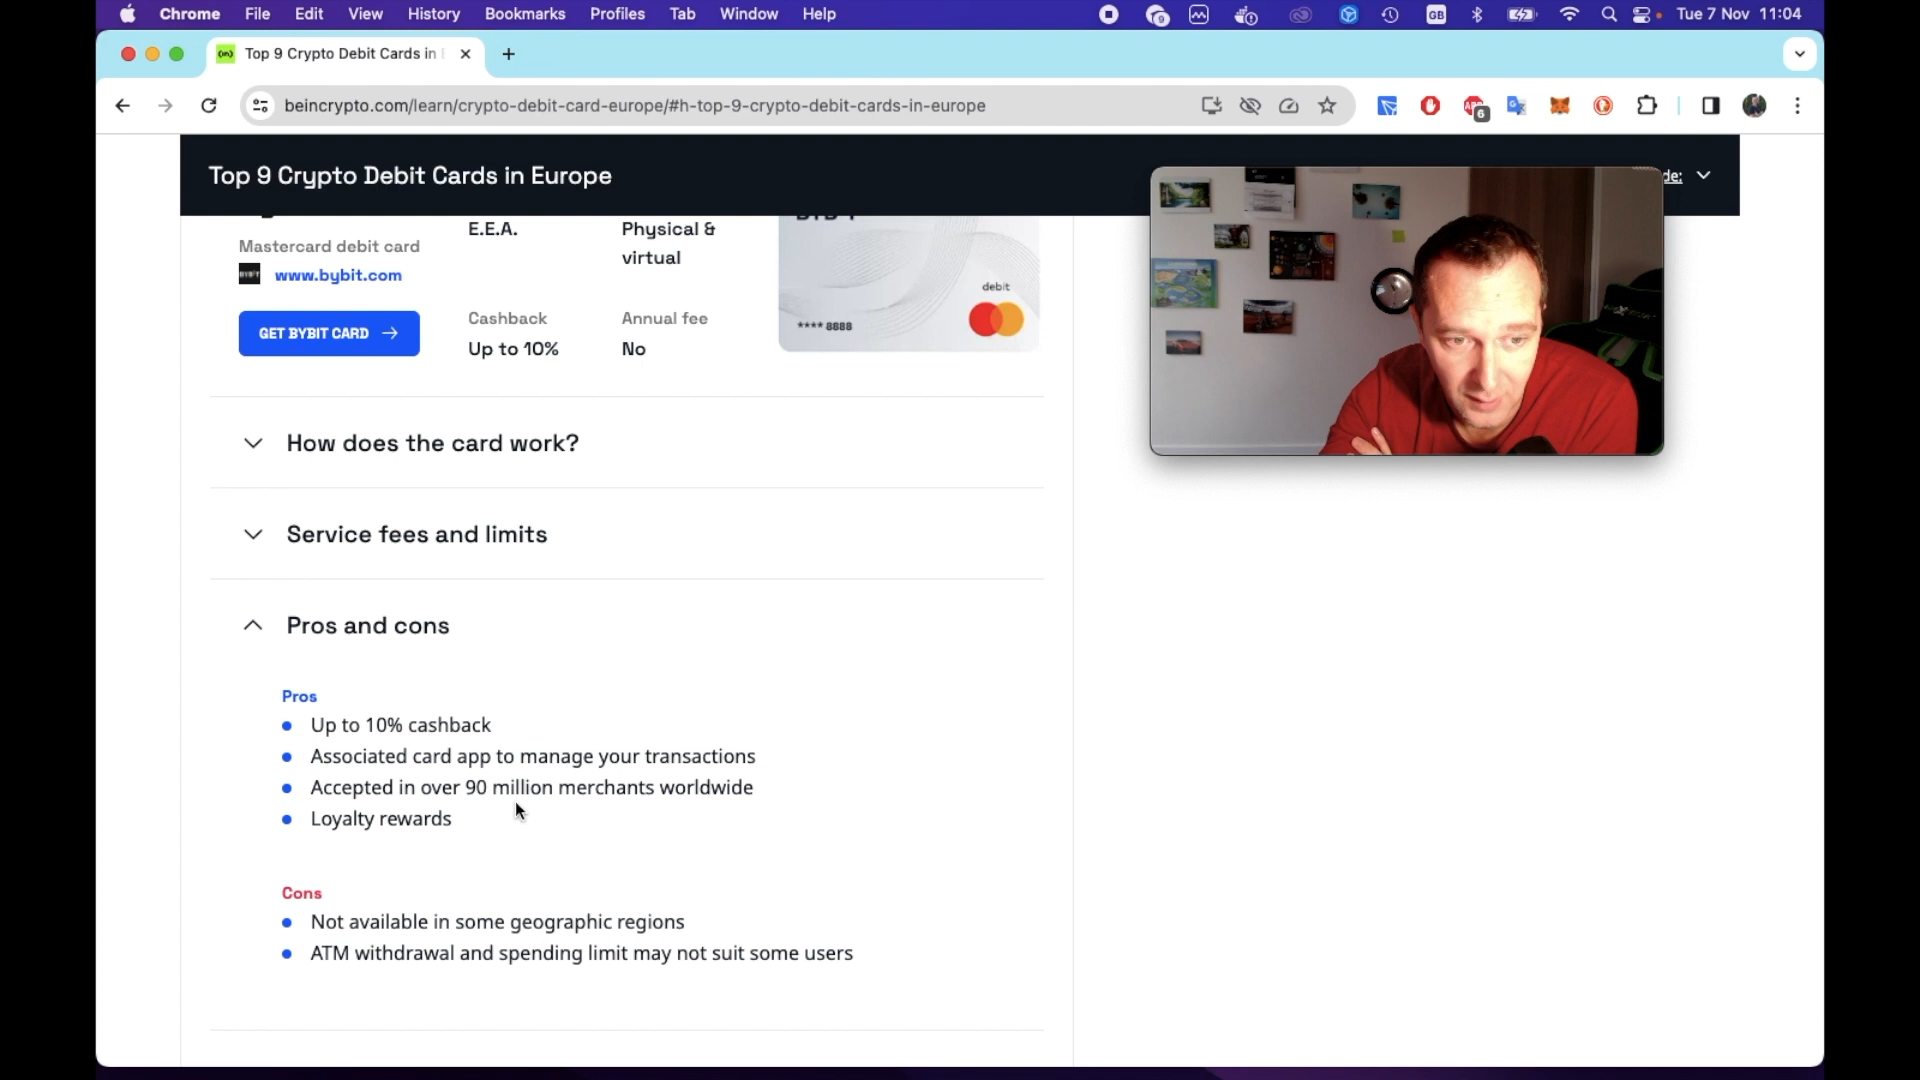 Chrome File Edit View History Bookmarks Profiles Tab Window Help
9
GB
Tue 7 Nov 11:04
Top 9 Crypto Debit Cards in
beincrypto.com/learn/crypto-debit-card-europe/#h-top-9-crypto-debit-cards-in-europe
ABP
6
Top 9 Crypto Debit Cards in Europe
de:
E.E.A.
Physical &
virtual
Mastercard debit card
www.bybit.com
debit
**** 8888
GET BYBIT CARD
Cashback
Up to 10%
Annual fee
No
How does the card work?
Service fees and limits
Pros and cons
Pros
Up to 10% cashback
Associated card app to manage your transactions
Accepted in over 90 million merchants worldwide
Loyalty rewards
Cons
Not available in some geographic regions
ATM withdrawal and spending limit may not suit some users